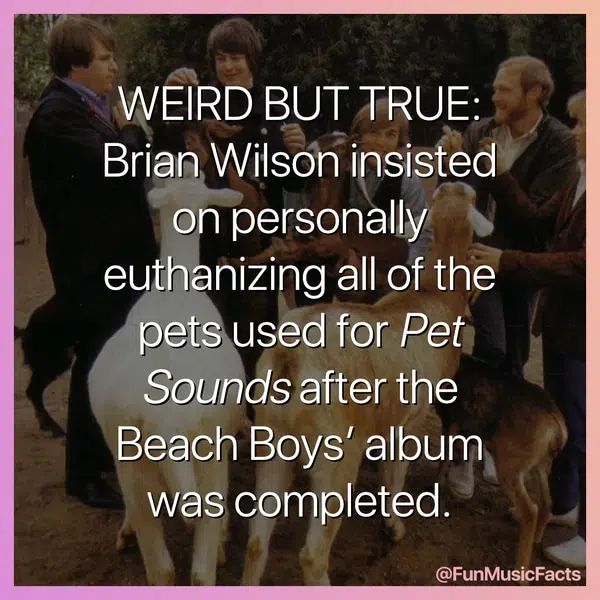 WEIRD BUT TRUE:
Brian Wilson insisted
on personally
euthanizing all of the
pets used for Pet
Sounds after the
Beach Boys’ album
was completed.
@FunMusicFacts